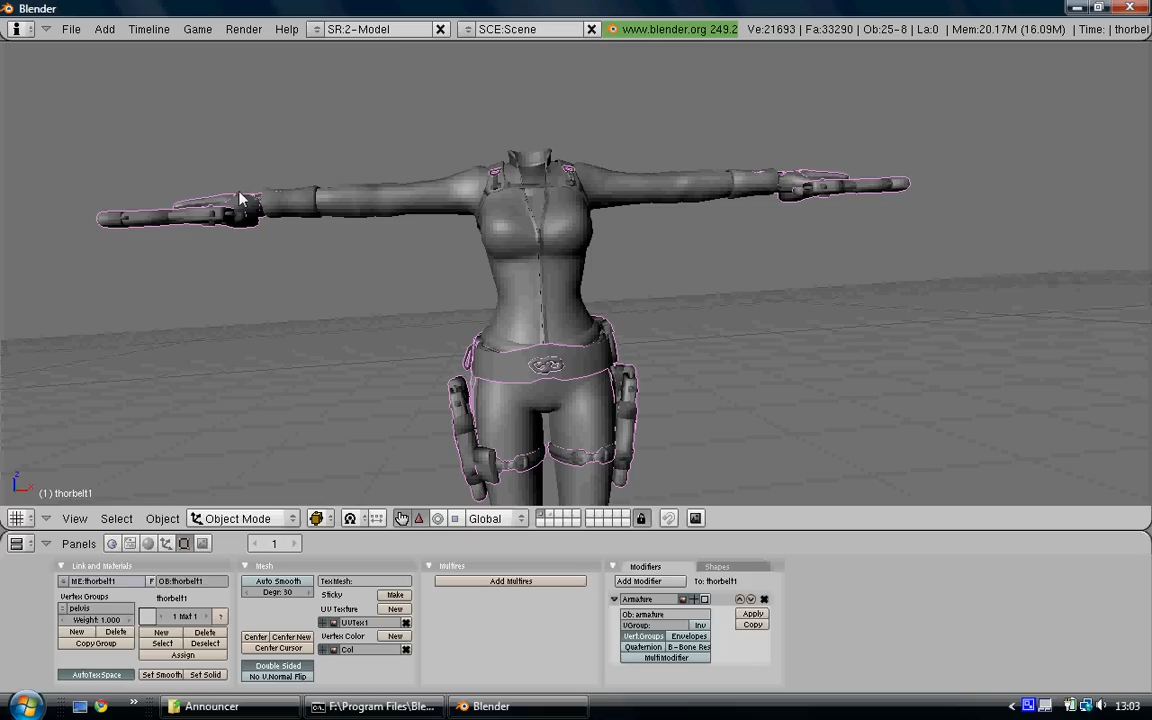 Blender
File Add Timeline Game Render Help SR:2-Model SCE:Scene www.blender.org 249.2 Ve:21693 | Fa:33290 | Ob:25-8 | La:0 | Mem:20.17M (16.09M) | Time: | thorbel
z
x
(1) thorbelt1
View Select Object Object Mode Global
Panels 1
Link and Materials Mesh Multires Modifiers Shapes
ME:thorbelt1 F OB:thorbelt1 Auto Smooth TexMesh: Add Multires Add Modifier To: thorbelt1
Vertex Groups thorbelt1 Degr: 30 Sticky Make Armature
pelvis 1 Mat 1 ? UV Texture New Ob: armature Apply
Weight: 1.000 UVTex1 VGroup: Inv Copy
New Delete New Delete Center Center New Vertex Color New Vert.Groups Envelopes
Copy Group Select Deselect Center Cursor Col Quaternion B-Bone Res
Assign Double Sided MultiModifier
AutoTexSpace Set Smooth Set Solid No V.Normal Flip
Announcer F:\Program Files\Ble... Blender 13:03